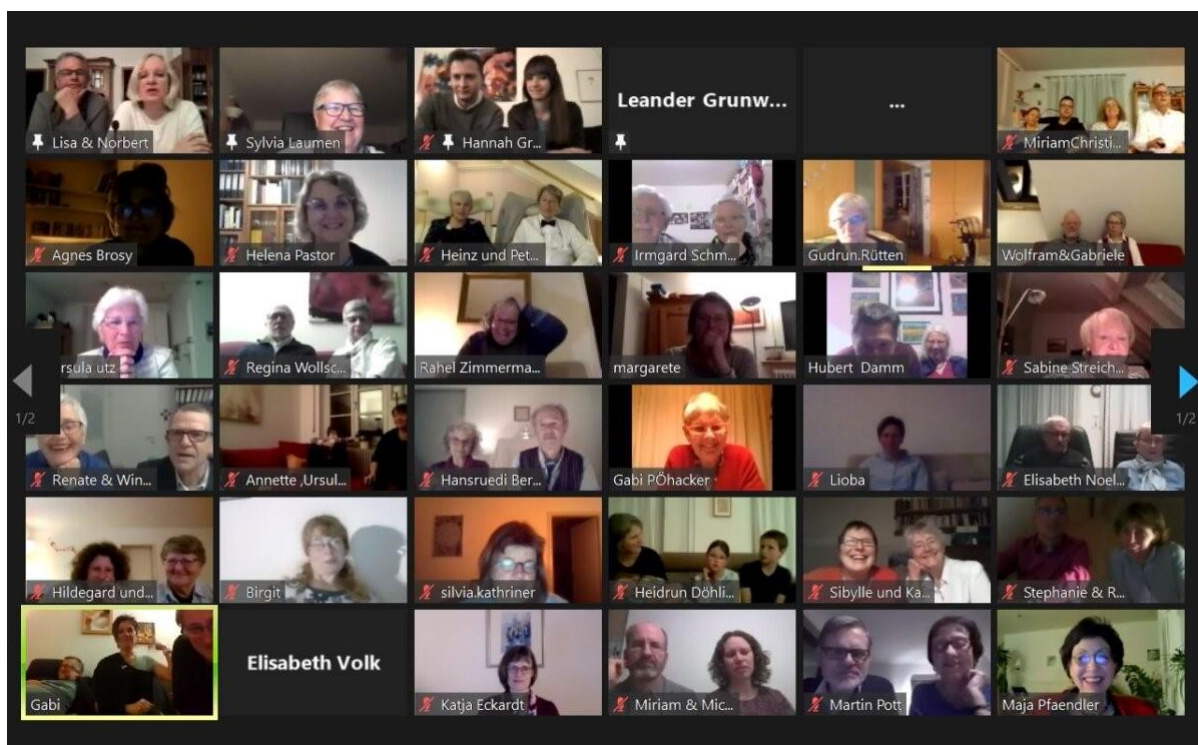 Lisa & Norbert
Sylvia Laumen
Hannah Gr...
Leander Grunw...
...
MiriamChristi...
Agnes Brosy
Helena Pastor
Heinz und Pet...
Irmgard Schm...
Gudrun.Rütten
Wolfram&Gabriele
rsula utz
Regina Wollsc...
Rahel Zimmerma...
margarete
Hubert Damm
Sabine Streich...
1/2
1/2
Renate & Win...
Annette ,Ursul...
Hansruedi Ber...
Gabi PÖhacker
Lioba
Elisabeth Noel...
Hildegard und...
Birgit
silvia.kathriner
Heidrun Döhli...
Sibylle und Ka...
Stephanie & R...
Gabi
Elisabeth Volk
Katja Eckardt
Miriam & Mic...
Martin Pott
Maja Pfaendler